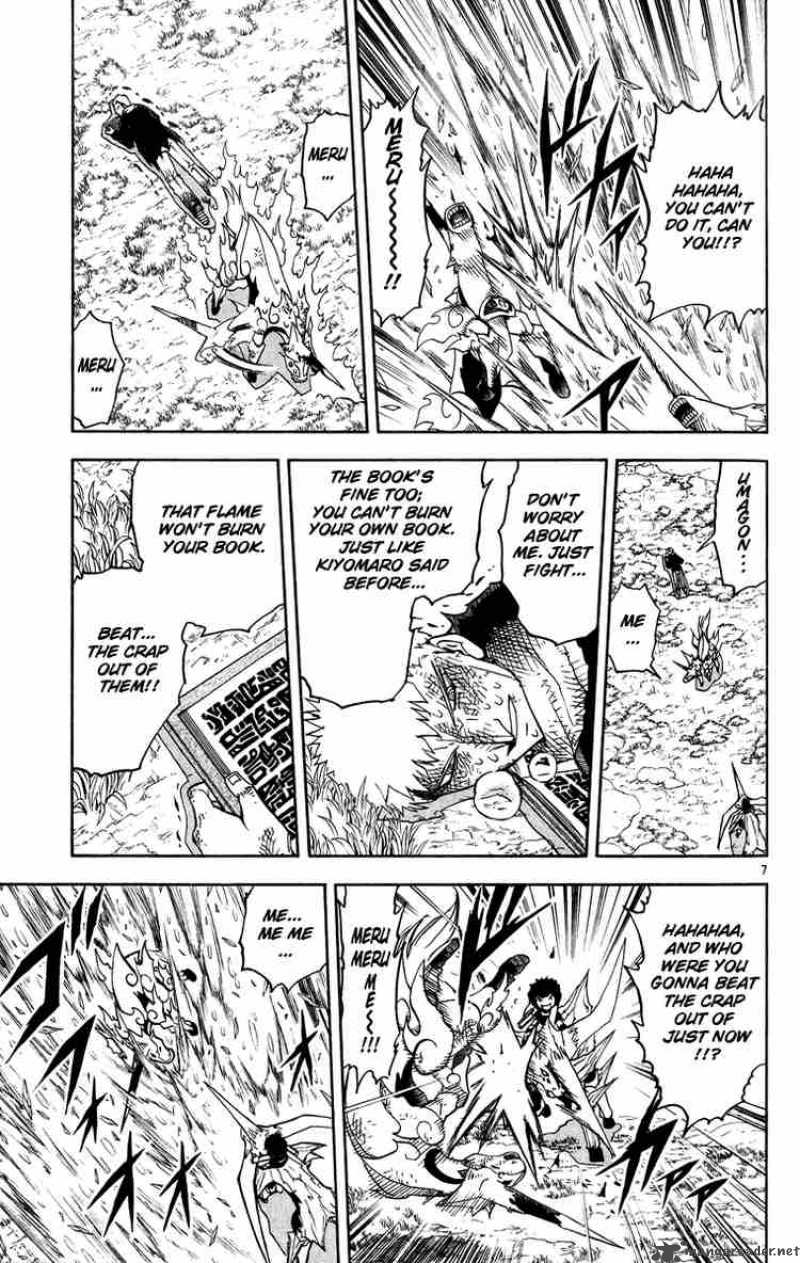 HAHA
HAHAHA,
YOU CAN'T
DO IT, CAN
YOU!!?
MERU~~~~!!
MERU
...
MERU
...
UMAGON...
ME
...
DON'T
WORRY
ABOUT
ME. JUST
FIGHT...
THE BOOK'S
FINE TOO;
YOU CAN'T BURN
YOUR OWN BOOK.
JUST LIKE
KIYOMARO SAID
BEFORE...
THAT FLAME
WON'T BURN
YOUR BOOK.
BEAT...
THE CRAP
OUT OF
THEM!!
7
HAHAHAA,
AND WHO
WERE YOU
GONNA BEAT
THE CRAP
OUT OF
JUST NOW
!!?
MERU
MERU
ME~
!!!
ME...
ME ME
...
mangareader.net